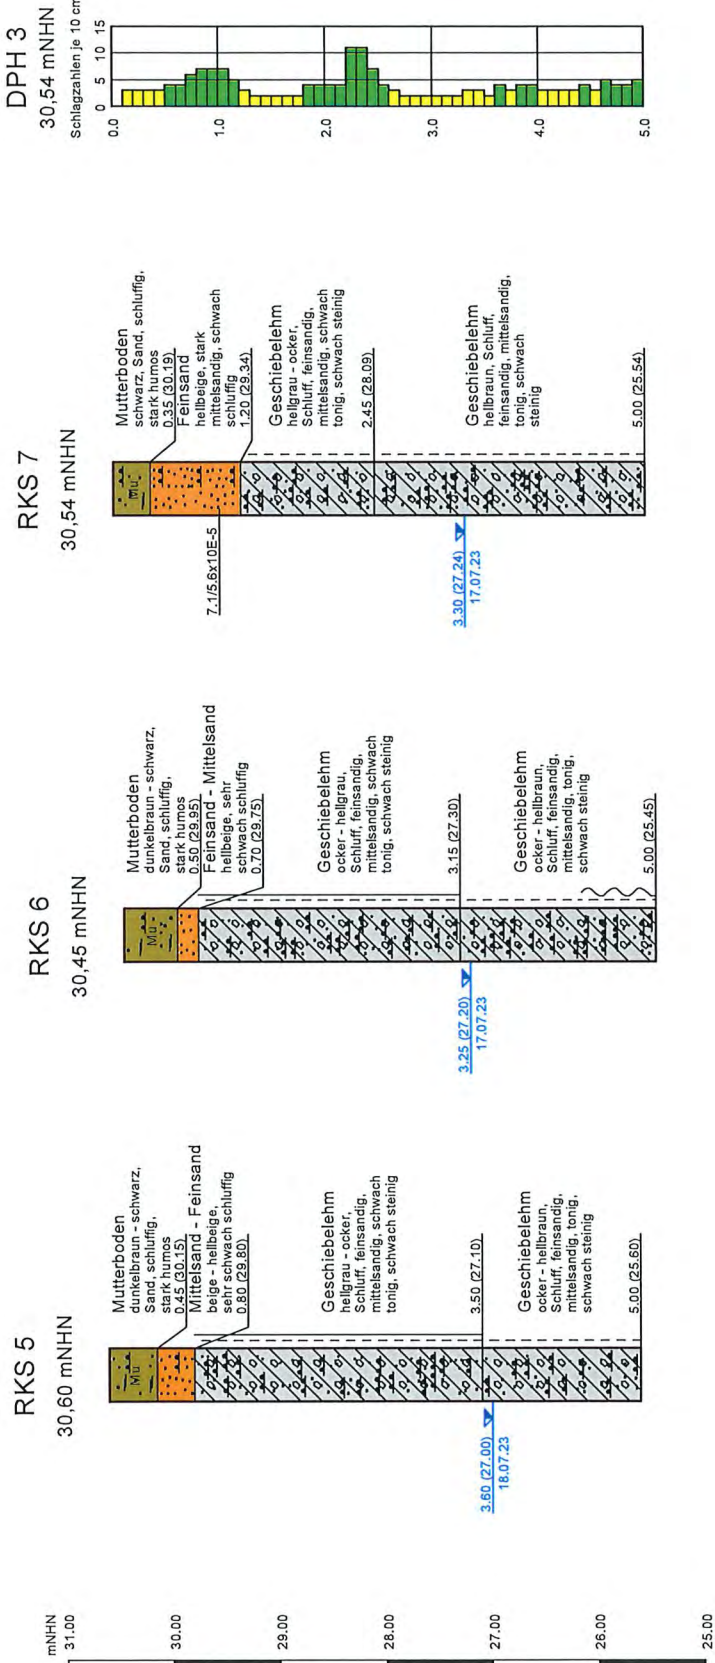 mNHN
31.00
30.00
29.00
28.00
27.00
26.00
25.00
RKS 5
30,60 mNHN
Mu
Mutterboden
dunkelbraun - schwarz,
Sand, schluffig,
stark humos
0.45 (30.15)
Mittelsand - Feinsand
beige - hellbeige,
sehr schwach schluffig
0.80 (29.80)
Geschiebelehm
hellgrau - ocker,
Schluff, feinsandig,
mittelsandig, schwach
tonig, schwach steinig
3.50 (27.10)
3.60 (27.00)
18.07.23
Geschiebelehm
ocker - hellbraun,
Schluff, feinsandig,
mittelsandig, tonig,
schwach steinig
5.00 (25.60)
RKS 6
30,45 mNHN
Mu
Mutterboden
dunkelbraun - schwarz,
Sand, schluffig,
stark humos
0.50 (29.95)
Feinsand - Mittelsand
hellbeige, sehr
schwach schluffig
0.70 (29.75)
Geschiebelehm
ocker - hellgrau,
Schluff, feinsandig,
mittelsandig, schwach
tonig, schwach steinig
3.15 (27.30)
3.25 (27.20)
17.07.23
Geschiebelehm
ocker - hellbraun,
Schluff, feinsandig,
mittelsandig, tonig,
schwach steinig
5.00 (25.45)
RKS 7
30,54 mNHN
Mu
Mutterboden
schwarz, Sand, schluffig,
stark humos
0.35 (30.19)
Feinsand
hellbeige, stark
mittelsandig, schwach
schluffig
1.20 (29.34)
7.1/5.6x10E-5
Geschiebelehm
hellgrau - ocker,
Schluff, feinsandig,
mittelsandig, schwach
tonig, schwach steinig
2.45 (28.09)
3.30 (27.24)
17.07.23
Geschiebelehm
hellbraun, Schluff,
feinsandig, mittelsandig,
tonig, schwach
steinig
5.00 (25.54)
DPH 3
30,54 mNHN
Schlagzahlen je 10 cm
0 5 10 15
0.0
1.0
2.0
3.0
4.0
5.0